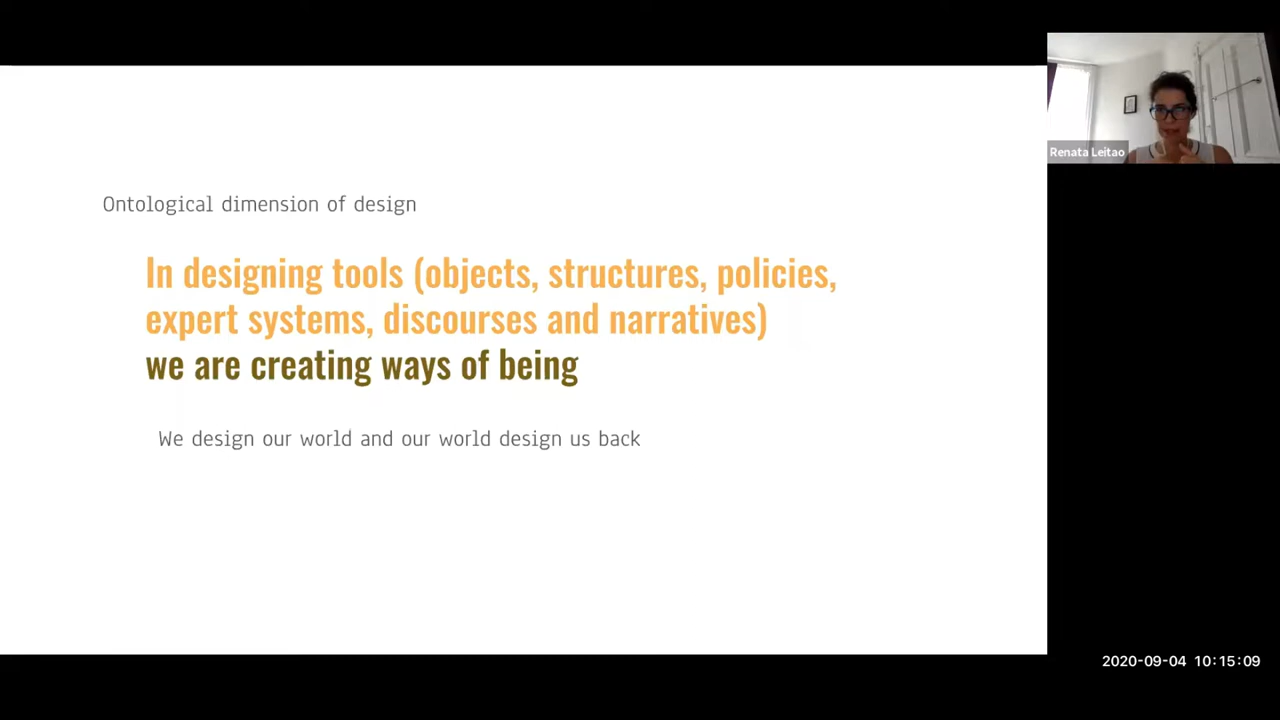 Renata Leitao
Ontological dimension of design
In designing tools (objects, structures, policies,
expert systems, discourses and narratives)
we are creating ways of being
We design our world and our world design us back
2020-09-04 10:15:09